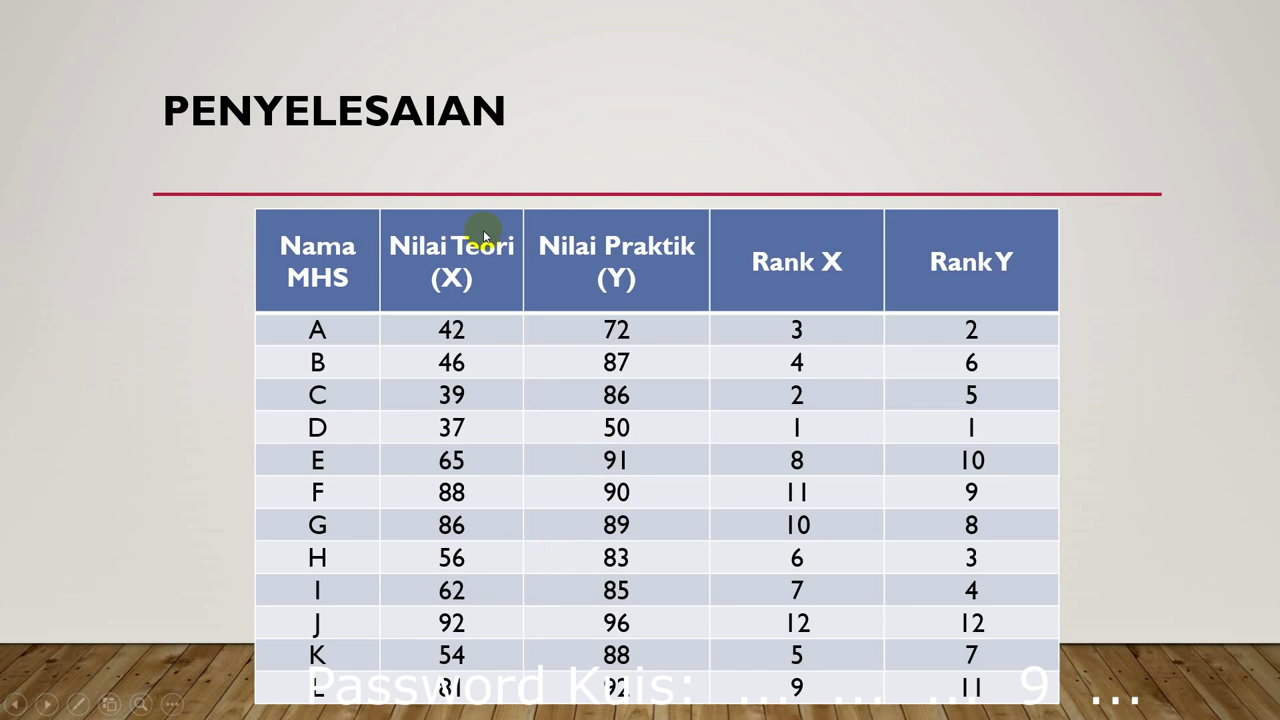 PENYELESAIAN
Nama MHS Nilai Teori (X) Nilai Praktik (Y) Rank X Rank Y
A 42 72 3 2
B 46 87 4 6
C 39 86 2 5
D 37 50 1 1
E 65 91 8 10
F 88 90 11 9
G 86 89 10 8
H 56 83 6 3
I 62 85 7 4
J 92 96 12 12
K 54 88 5 7
L 81 92 9 11
Password Kuis: ... ... ... 9 ...